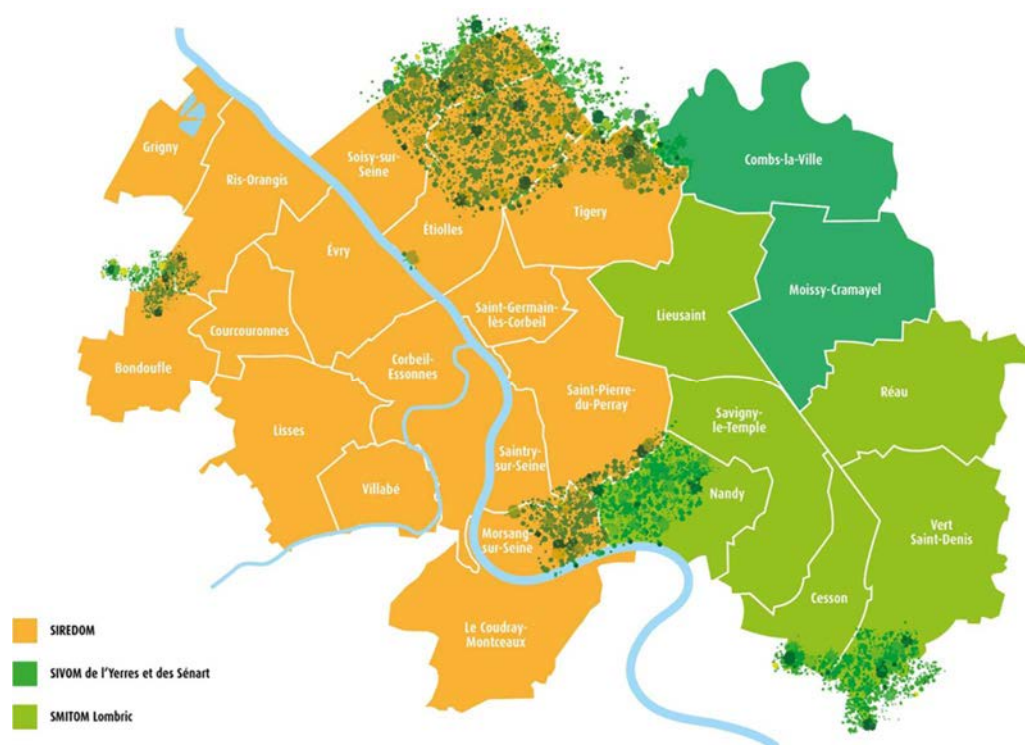 Grigny
Ris-Orangis
Soisy-sur-
Seine
Combs-la-Ville
Évry
Étiolles
Tigery
Moissy-Cramayel
Saint-Germain-
lès-Corbeil
Lieusaint
Courcouronnes
Bondoufle
Corbeil-
Essonnes
Saint-Pierre-
du-Perray
Réau
Savigny-
le-Temple
Lisses
Saintry-
sur-Seine
Villabé
Nandy
Morsang-
sur-Seine
Vert
Saint-Denis
Cesson
Le Coudray-
Montceaux
SIREDOM
SIVOM de l'Yerres et des Sénart
SMITOM Lombric